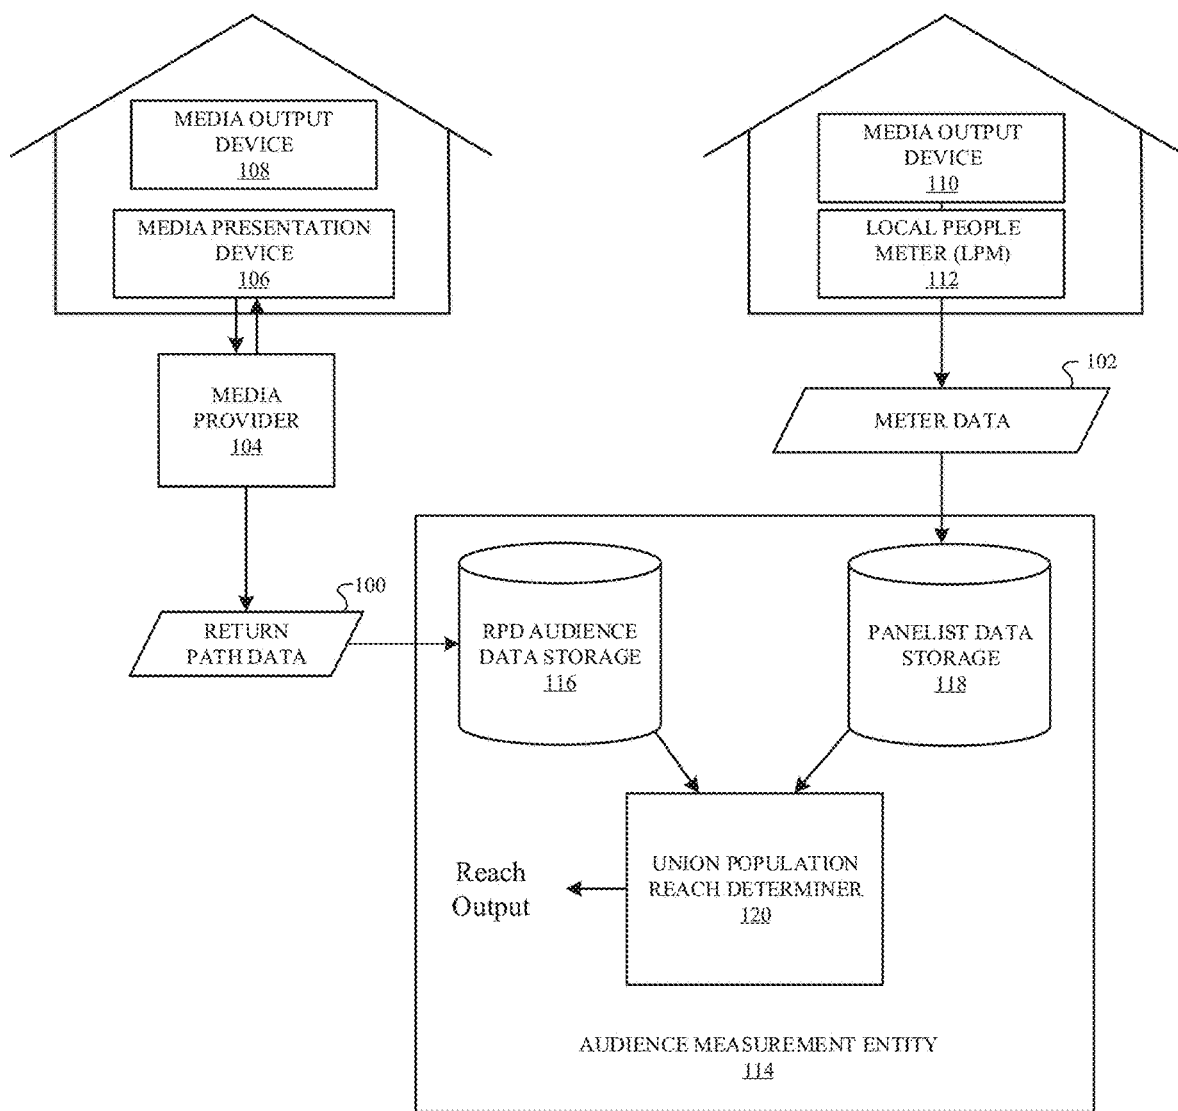 MEDIA OUTPUT
DEVICE
108
MEDIA PRESENTATION
DEVICE
106
MEDIA
PROVIDER
104
100
RETURN
PATH DATA
MEDIA OUTPUT
DEVICE
110
LOCAL PEOPLE
METER (LPM)
112
102
METER DATA
RPD AUDIENCE
DATA STORAGE
116
PANELIST DATA
STORAGE
118
UNION POPULATION
REACH DETERMINER
120
Reach
Output
AUDIENCE MEASUREMENT ENTITY
114